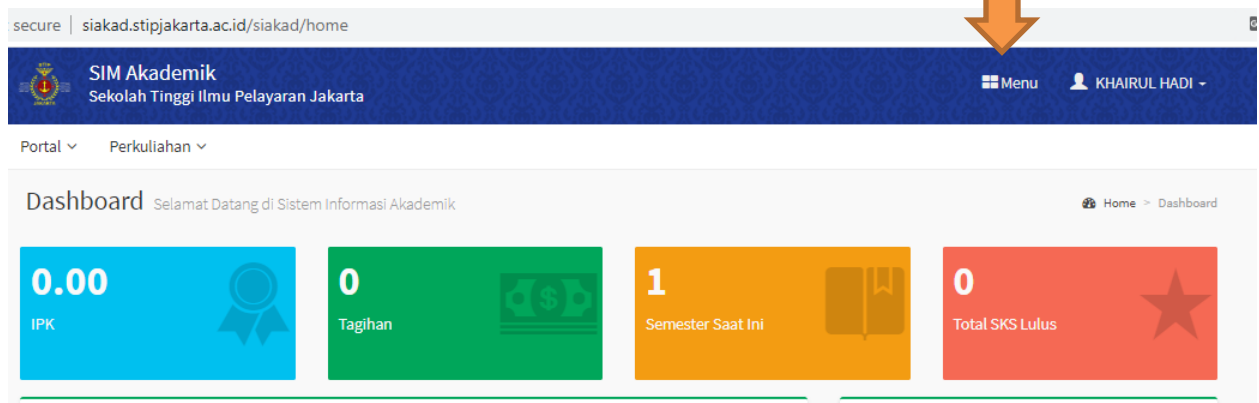 secure | siakad.stipjakarta.ac.id/siakad/home
SIM Akademik
Sekolah Tinggi Ilmu Pelayaran Jakarta
Menu KHAIRUL HADI
Portal Perkuliahan
Dashboard Selamat Datang di Sistem Informasi Akademik
Home > Dashboard
0.00
IPK
0
Tagihan
1
Semester Saat Ini
0
Total SKS Lulus